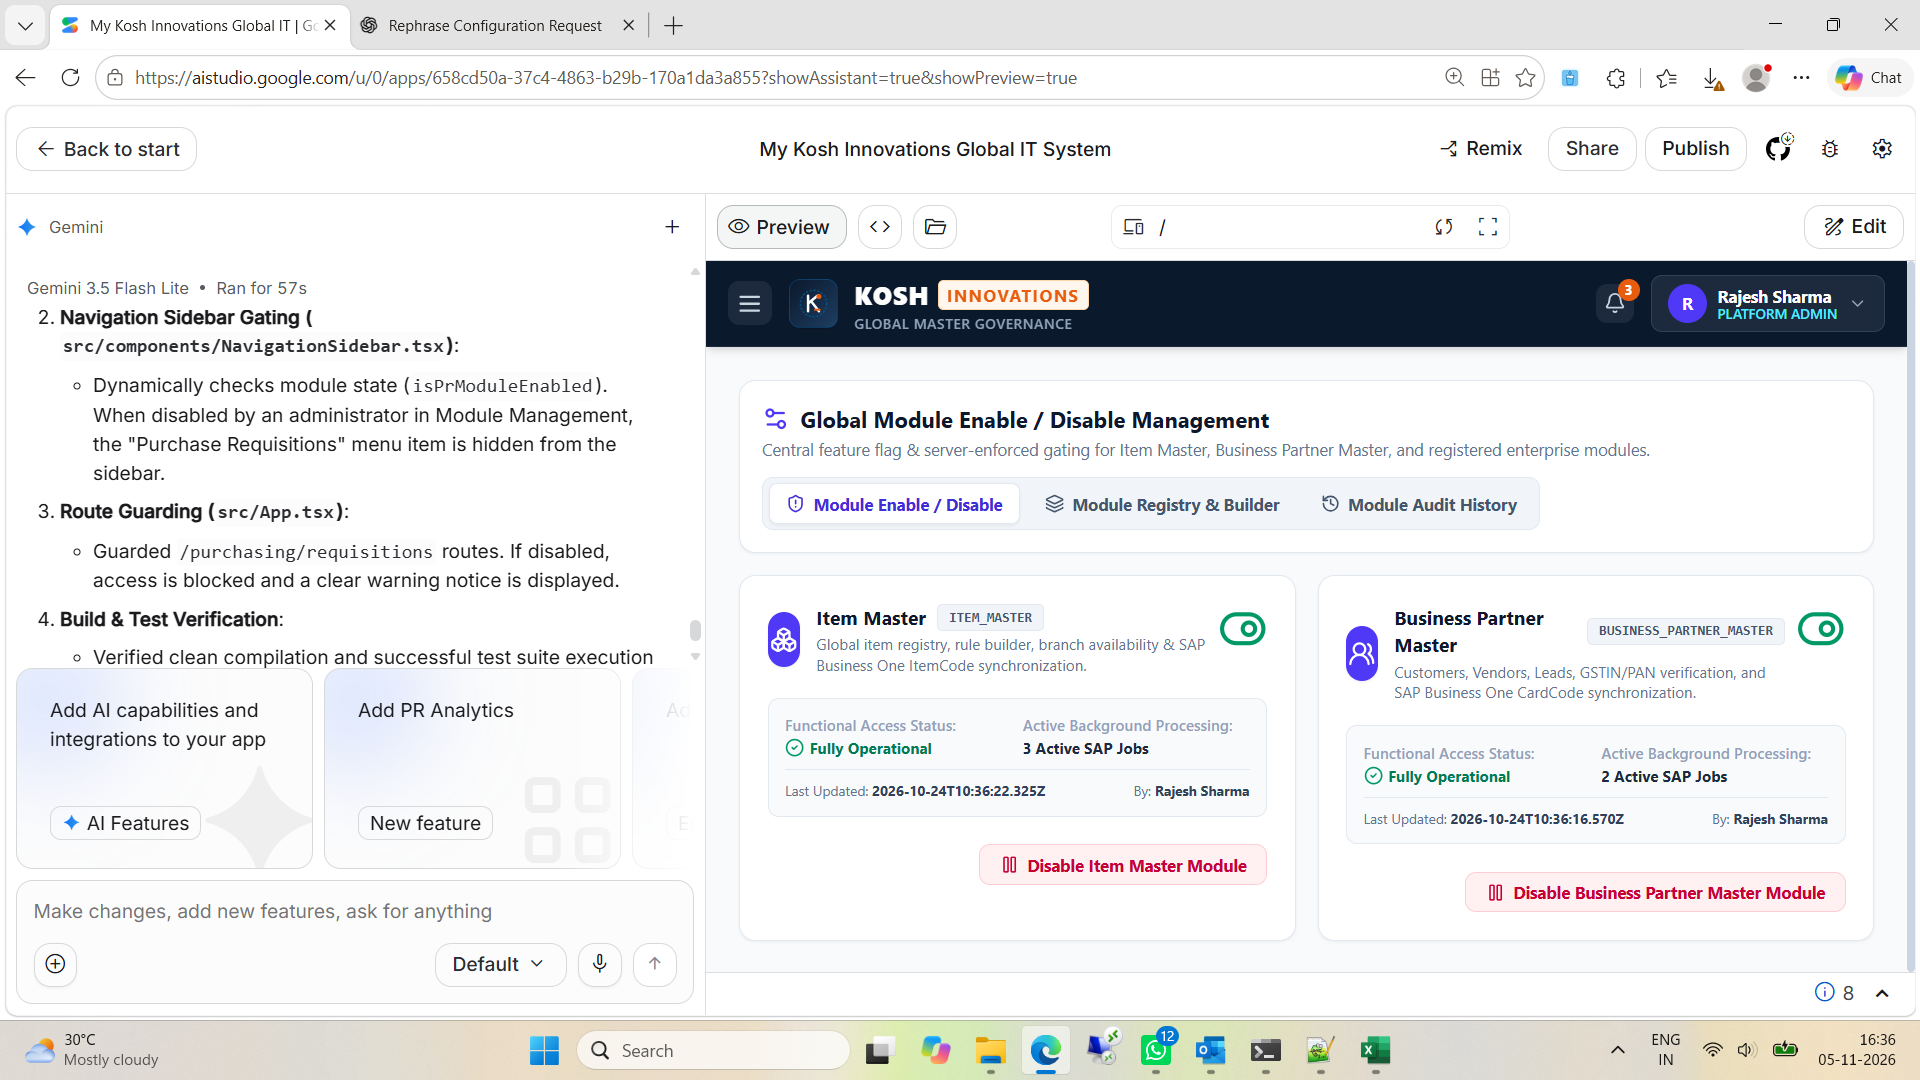 My Kosh Innovations Global IT | Go
Rephrase Configuration Request
https://aistudio.google.com/u/0/apps/658cd50a-37c4-4863-b29b-170a1da3a855?showAssistant=true&showPreview=true
Chat
Back to start
My Kosh Innovations Global IT System
Remix
Share
Publish
Gemini
Gemini 3.5 Flash Lite • Ran for 57s
2. Navigation Sidebar Gating (
src/components/NavigationSidebar.tsx):
Dynamically checks module state (isPrModuleEnabled).
When disabled by an administrator in Module Management,
the "Purchase Requisitions" menu item is hidden from the
sidebar.
3. Route Guarding (src/App.tsx):
Guarded /purchasing/requisitions routes. If disabled,
access is blocked and a clear warning notice is displayed.
4. Build & Test Verification:
Verified clean compilation and successful test suite execution
Add AI capabilities and
integrations to your app
AI Features
Add PR Analytics
New feature
Ad
E
Make changes, add new features, ask for anything
Default
Preview
/
Edit
K
KOSH INNOVATIONS
GLOBAL MASTER GOVERNANCE
3
R
Rajesh Sharma
PLATFORM ADMIN
Global Module Enable / Disable Management
Central feature flag & server-enforced gating for Item Master, Business Partner Master, and registered enterprise modules.
Module Enable / Disable
Module Registry & Builder
Module Audit History
Item Master ITEM_MASTER
Global item registry, rule builder, branch availability & SAP
Business One ItemCode synchronization.
Functional Access Status:
Fully Operational
Active Background Processing:
3 Active SAP Jobs
Last Updated: 2026-10-24T10:36:22.325Z
By: Rajesh Sharma
Disable Item Master Module
Business Partner
Master
BUSINESS_PARTNER_MASTER
Customers, Vendors, Leads, GSTIN/PAN verification, and
SAP Business One CardCode synchronization.
Functional Access Status:
Fully Operational
Active Background Processing:
2 Active SAP Jobs
Last Updated: 2026-10-24T10:36:16.570Z
By: Rajesh Sharma
Disable Business Partner Master Module
8
30°C
Mostly cloudy
Search
12
ENG
IN
16:36
05-11-2026